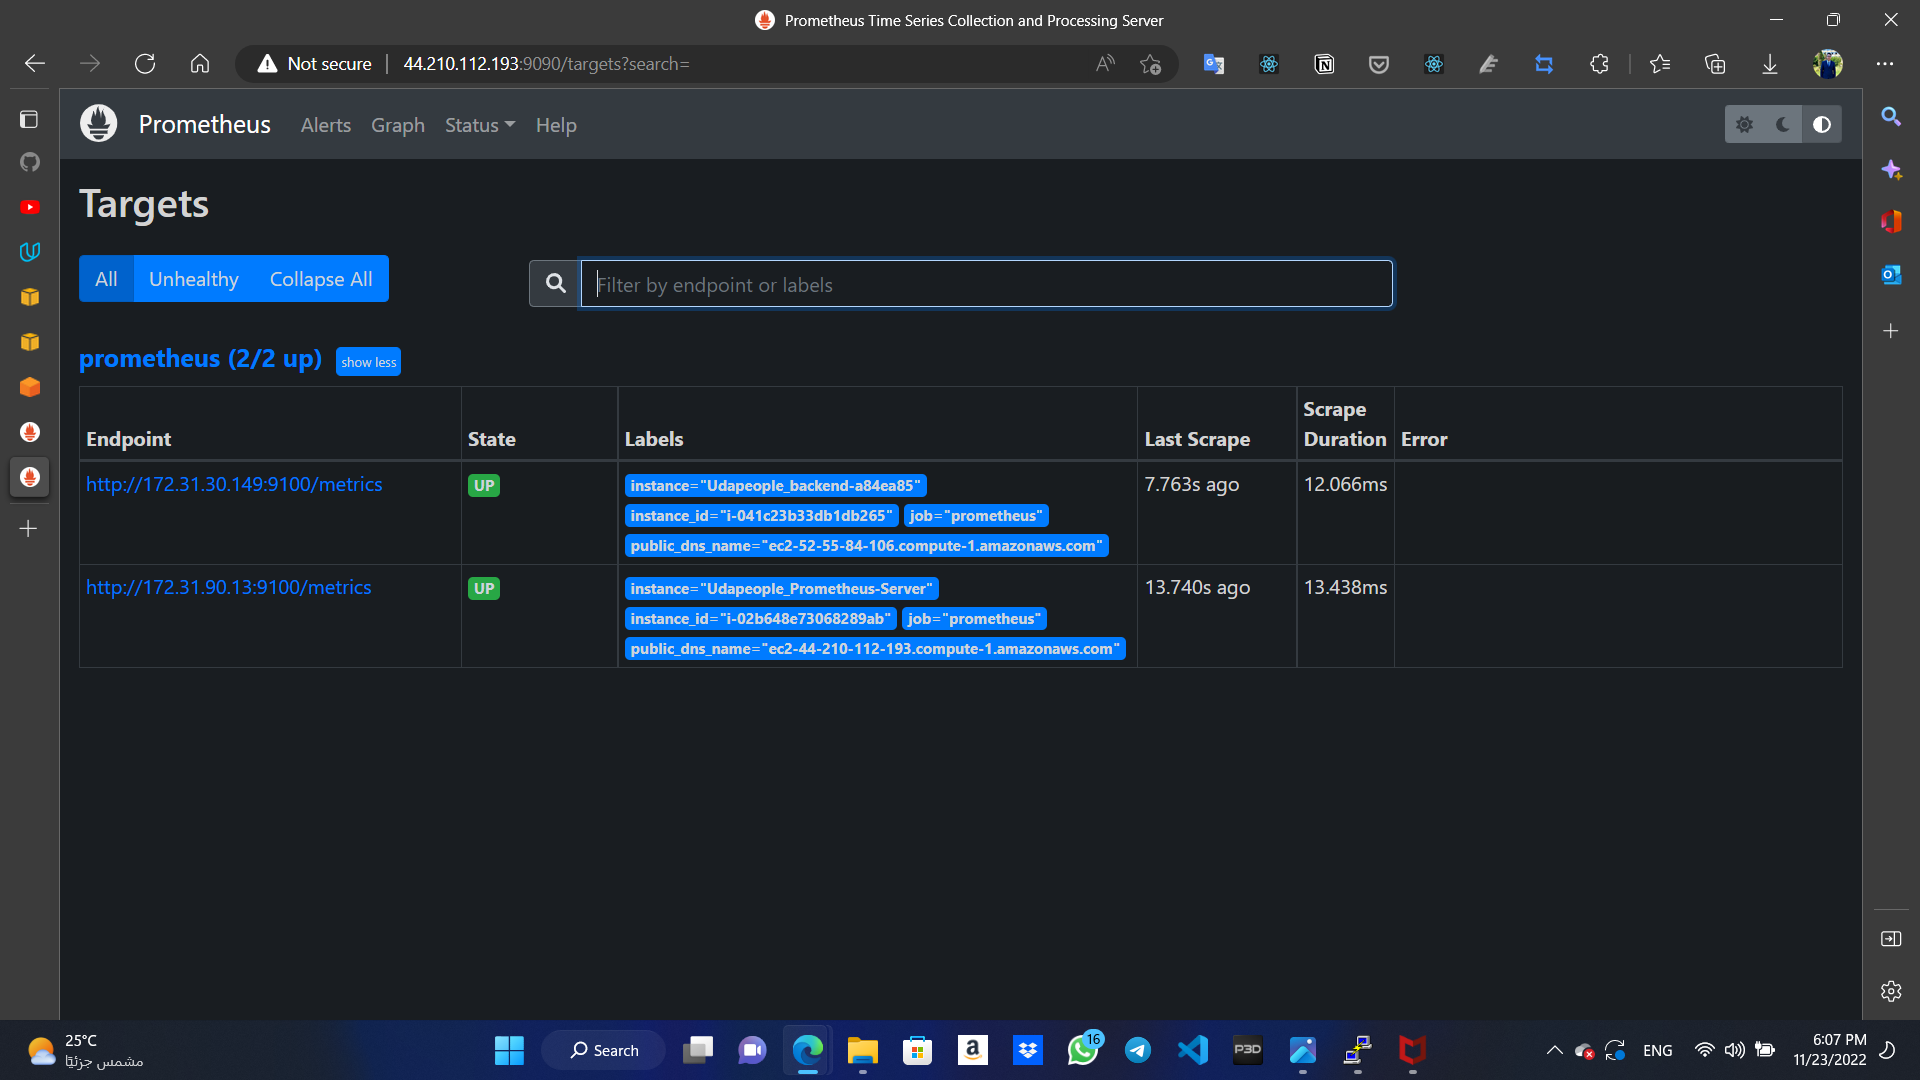 Prometheus Time Series Collection and Processing Server
Not secure
44.210.112.193:9090/targets?search=
Prometheus Alerts Graph Status Help
Targets
All Unhealthy Collapse All
Filter by endpoint or labels
prometheus (2/2 up) show less
Endpoint State Labels Last Scrape Scrape Duration Error
http://172.31.30.149:9100/metrics UP instance="Udapeople_backend-a84ea85" 7.763s ago 12.066ms
instance_id="i-041c23b33db1db265" job="prometheus"
public_dns_name="ec2-52-55-84-106.compute-1.amazonaws.com"
http://172.31.90.13:9100/metrics UP instance="Udapeople_Prometheus-Server" 13.740s ago 13.438ms
instance_id="i-02b648e73068289ab" job="prometheus"
public_dns_name="ec2-44-210-112-193.compute-1.amazonaws.com"
25°C
مشمس جزئيًا
Search
16
P3D
ENG
6:07 PM
11/23/2022